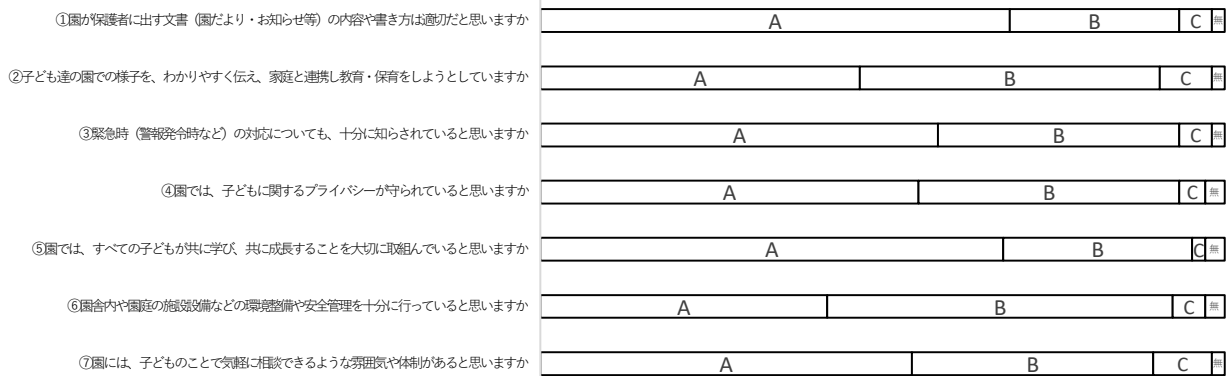 ①園が保護者に出す文書（園だより・お知らせ等）の内容や書き方は適切だと思いますか
A B C 無
②子ども達の園での様子を、わかりやすく伝え、家庭と連携し教育・保育をしようとしていますか
A B C 無
③緊急時（警報発令時など）の対応についても、十分に知らされていると思いますか
A B C 無
④園では、子どもに関するプライバシーが守られていると思いますか
A B C 無
⑤園では、すべての子どもが共に学び、共に成長することを大切に取組んでいると思いますか
A B C 無
⑥園舎内や園庭の施設設備などの環境整備や安全管理を十分に行っていると思いますか
A B C 無
⑦園には、子どものことで気軽に相談できるような雰囲気や体制があると思いますか
A B C 無